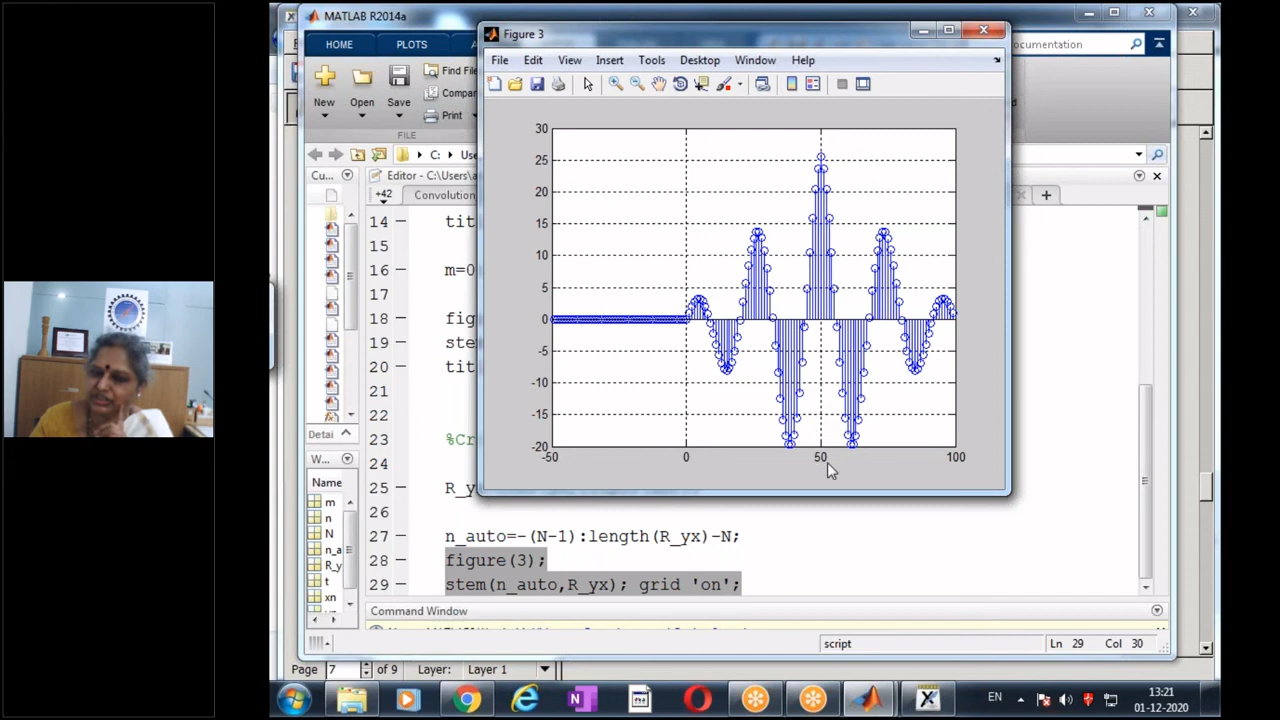 MATLAB R2014a
HOME
PLOTS
ocumentation
New
Open
Save
Find File
Compar
Print
FILE
C:
Use
Cu...
Editor - C:\Users\a
+42
Convolution
Detai
W...
Name
m
n
N
n_a
R_y
t
xn
14
tit
15
16
m=0
17
18
fig
19
ste
20
tit
21
22
23
%Cr
24
25
R_y
26
27
n_auto=-(N-1):length(R_yx)-N;
28
figure(3);
29
stem(n_auto,R_yx); grid 'on';
Command Window
script
Ln 29
Col 30
Figure 3
File Edit View Insert Tools Desktop Window Help
30
25
20
15
10
5
0
-5
-10
-15
-20
-50
0
50
100
Page 7 of 9
Layer: Layer 1
EN
13:21
01-12-2020